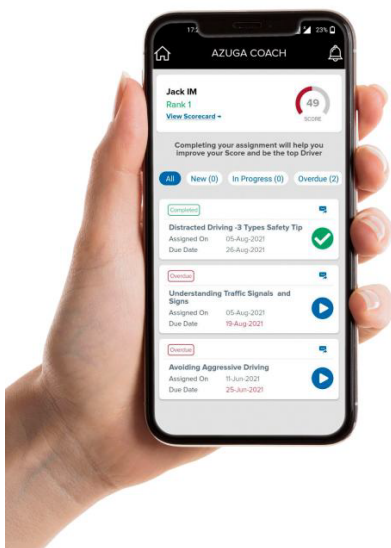 23%
AZUGA COACH
Jack IM
Rank 1
View Scorecard
49
SCORE
Completing your assignment will help you
improve your Score and be the top Driver
All New (0) In Progress (0) Overdue (2)
Completed
Distracted Driving -3 Types Safety Tip
Assigned On 05-Aug-2021
Due Date 26-Aug-2021
Overdue
Understanding Traffic Signals and
Signs
Assigned On 05-Aug-2021
Due Date 19-Aug-2021
Overdue
Avoiding Aggressive Driving
Assigned On 11-Jun-2021
Due Date 25-Jun-2021